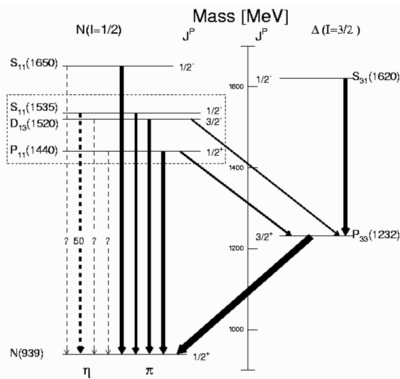 Mass [MeV]
N(I=1/2) J^P J^P Δ(I=3/2)
S₁₁(1650) 1/2⁻
1/2⁻ S₃₁(1620)
1600
S₁₁(1535) 1/2⁻
D₁₃(1520) 3/2⁻
P₁₁(1440) 1/2⁺
1400
? 50 ? ?
3/2⁺ P₃₃(1232)
1200
1000
N(939) 1/2⁺
η π